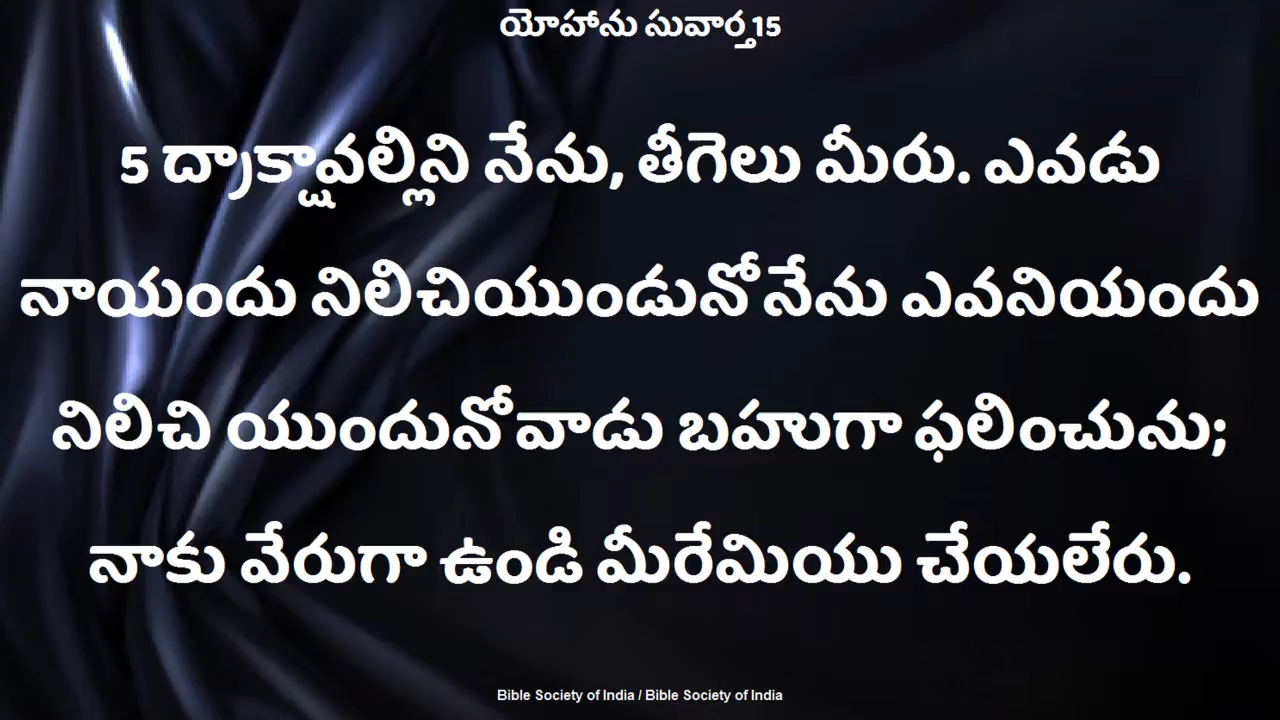 యోహాను సువార్త15
5 ద్రాక్షావల్లిని నేను, తీగెలు మీరు. ఎవడు
నాయందు నిలిచియుండునోనేను ఎవనియందు
నిలిచి యుందునోవాడు బహుగా ఫలించును;
నాకు వేరుగా ఉండి మీరేమియు చేయలేరు.
Bible Society of India / Bible Society of India